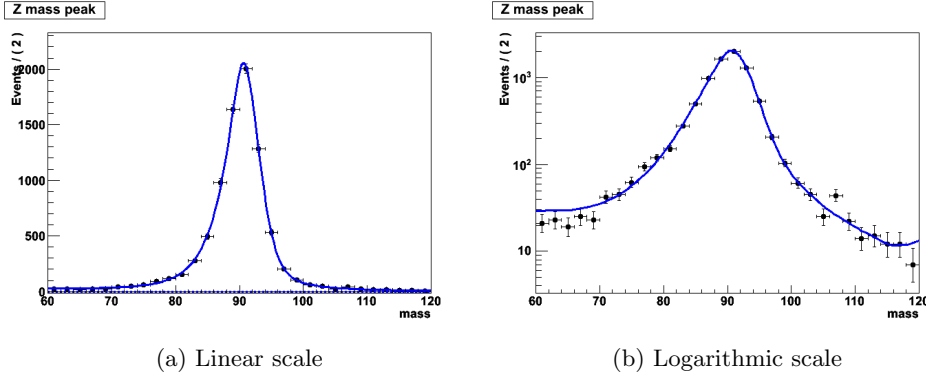 Z mass peak
Events / ( 2 )
2000
1500
1000
500
0
60 70 80 90 100 110 120
mass
(a) Linear scale
Z mass peak
Events / ( 2 )
10³
10²
10
60 70 80 90 100 110 120
mass
(b) Logarithmic scale